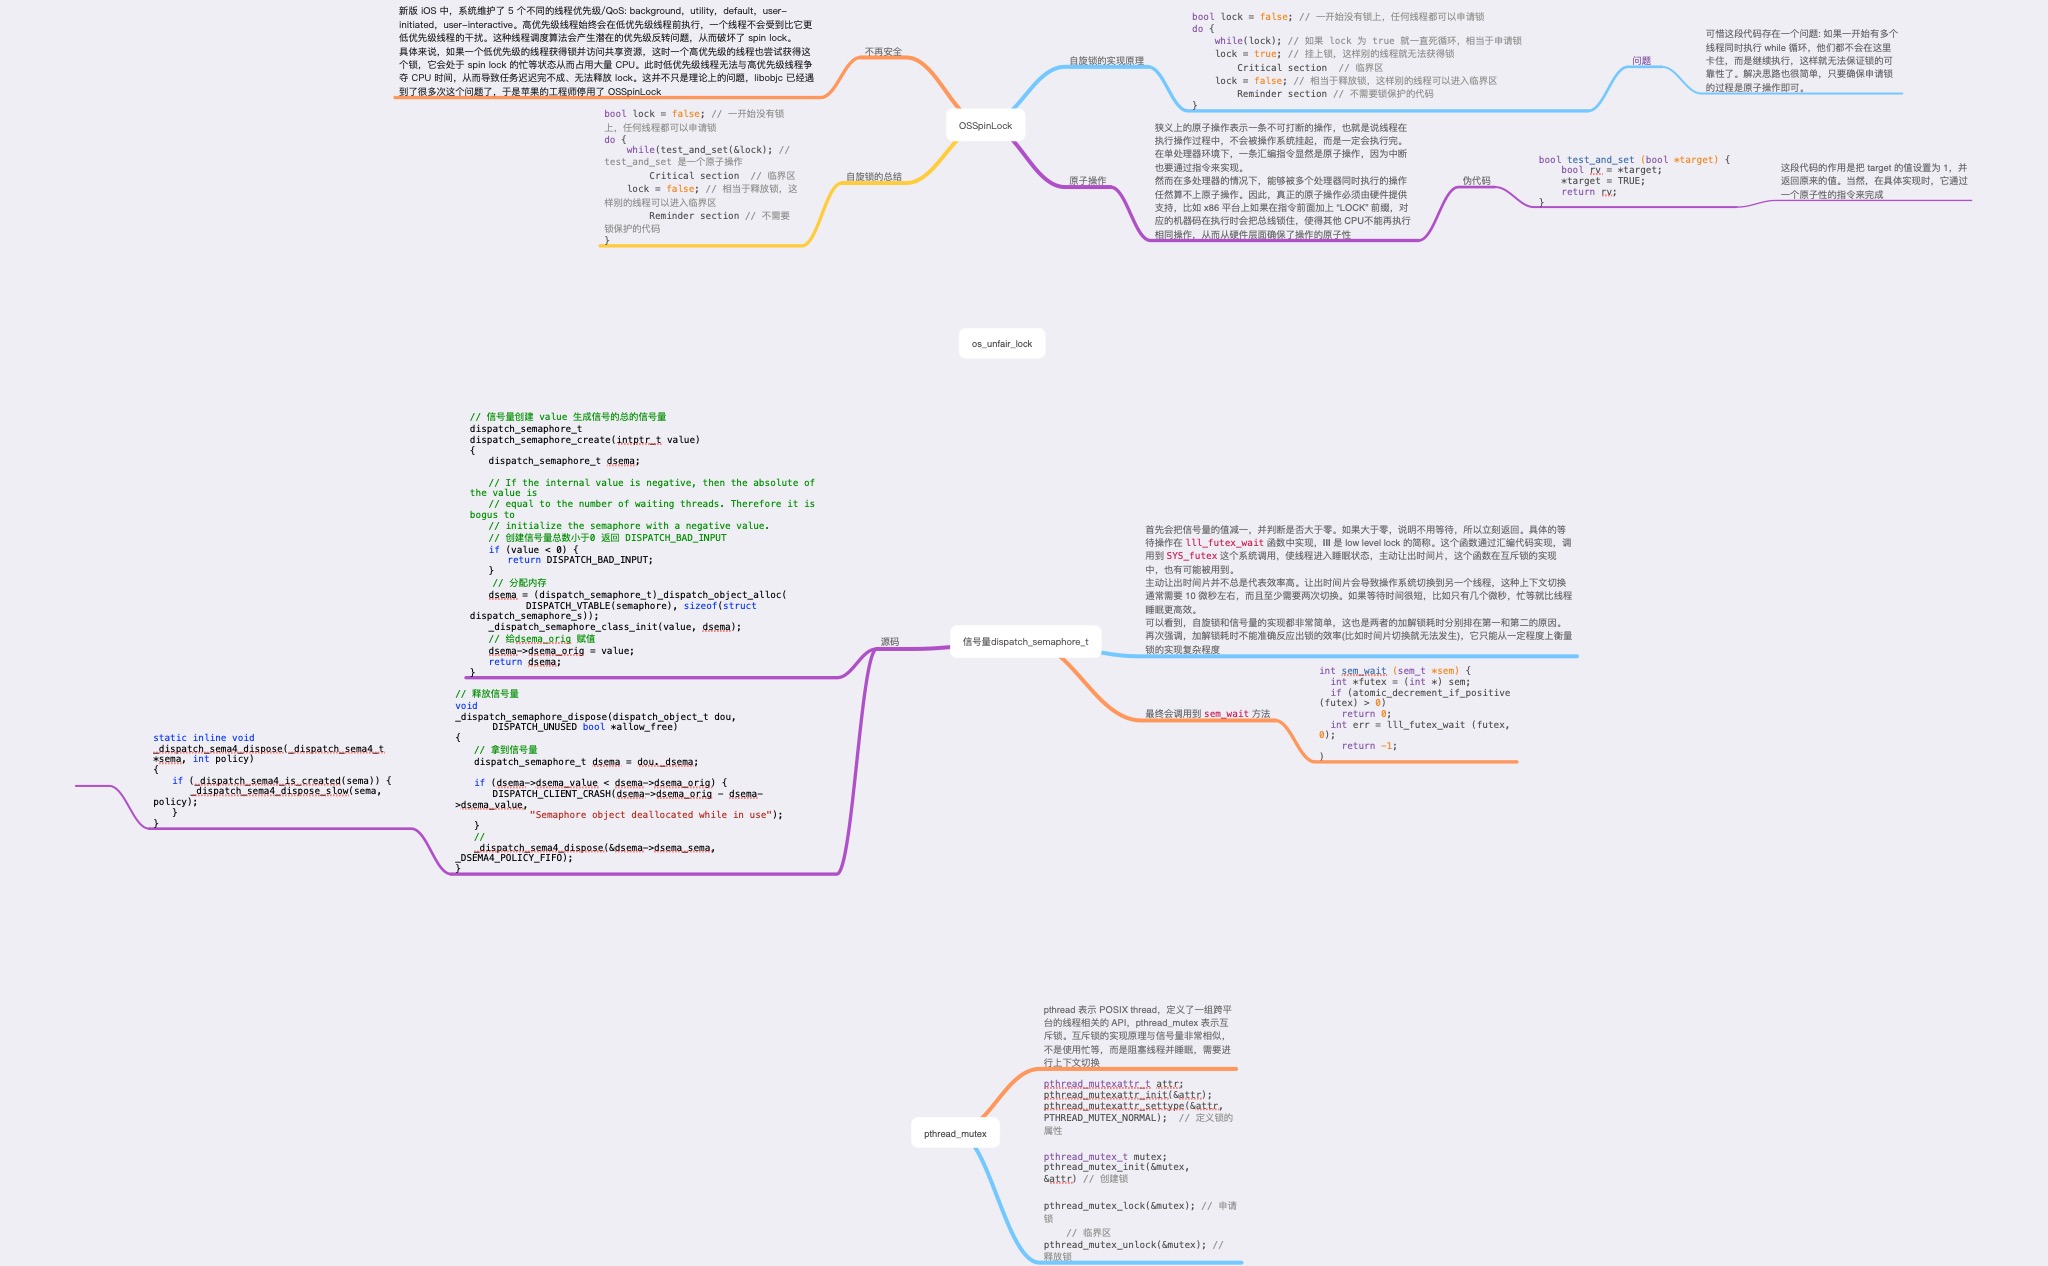 新版 iOS 中，系统维护了 5 个不同的线程优先级/QoS: background，utility，default，user-
initiated，user-interactive。高优先级线程始终会在低优先级线程前执行，一个线程不会受到比它更
低优先级线程的干扰。这种线程调度算法会产生潜在的优先级反转问题，从而破坏了 spin lock。
具体来说，如果一个低优先级的线程获得锁并访问共享资源，这时一个高优先级的线程也尝试获得这
个锁，它会处于 spin lock 的忙等状态从而占用大量 CPU。此时低优先级线程无法与高优先级线程争
夺 CPU 时间，从而导致任务迟迟完不成、无法释放 lock。这并不只是理论上的问题，libobjc 已经遇
到了很多次这个问题了，于是苹果的工程师停用了 OSSpinLock
不再安全
bool lock = false; // 一开始没有锁
上，任何线程都可以申请锁
do {
    while(test_and_set(&lock); //
test_and_set 是一个原子操作
        Critical section  // 临界区
    lock = false; // 相当于释放锁，这
样别的线程可以进入临界区
        Reminder section // 不需要
锁保护的代码
}
自旋锁的总结
OSSpinLock
自旋锁的实现原理
bool lock = false; // 一开始没有锁上，任何线程都可以申请锁
do {
    while(lock); // 如果 lock 为 true 就一直死循环，相当于申请锁
    lock = true; // 挂上锁，这样别的线程就无法获得锁
        Critical section  // 临界区
    lock = false; // 相当于释放锁，这样别的线程可以进入临界区
        Reminder section // 不需要锁保护的代码
}
问题
可惜这段代码存在一个问题: 如果一开始有多个
线程同时执行 while 循环，他们都不会在这里
卡住，而是继续执行，这样就无法保证锁的可
靠性了。解决思路也很简单，只要确保申请锁
的过程是原子操作即可。
原子操作
狭义上的原子操作表示一条不可打断的操作，也就是说线程在
执行操作过程中，不会被操作系统挂起，而是一定会执行完。
在单处理器环境下，一条汇编指令显然是原子操作，因为中断
也要通过指令来实现。
然而在多处理器的情况下，能够被多个处理器同时执行的操作
任然算不上原子操作。因此，真正的原子操作必须由硬件提供
支持，比如 x86 平台上如果在指令前面加上 “LOCK” 前缀，对
应的机器码在执行时会把总线锁住，使得其他 CPU不能再执行
相同操作，从而从硬件层面确保了操作的原子性
伪代码
bool test_and_set (bool *target) {
    bool rv = *target;
    *target = TRUE;
    return rv;
}
这段代码的作用是把 target 的值设置为 1，并
返回原来的值。当然，在具体实现时，它通过
一个原子性的指令来完成
os_unfair_lock
// 信号量创建 value 生成信号的总的信号量
dispatch_semaphore_t
dispatch_semaphore_create(intptr_t value)
{
    dispatch_semaphore_t dsema;
    // If the internal value is negative, then the absolute of
the value is
    // equal to the number of waiting threads. Therefore it is
bogus to
    // initialize the semaphore with a negative value.
    // 创建信号量总数小于0 返回 DISPATCH_BAD_INPUT
    if (value < 0) {
        return DISPATCH_BAD_INPUT;
    }
    // 分配内存
    dsema = (dispatch_semaphore_t)_dispatch_object_alloc(
            DISPATCH_VTABLE(semaphore), sizeof(struct
dispatch_semaphore_s));
    _dispatch_semaphore_class_init(value, dsema);
    // 给dsema_orig 赋值
    dsema->dsema_orig = value;
    return dsema;
}
源码
// 释放信号量
void
_dispatch_semaphore_dispose(dispatch_object_t dou,
        DISPATCH_UNUSED bool *allow_free)
{
    // 拿到信号量
    dispatch_semaphore_t dsema = dou._dsema;
    if (dsema->dsema_value < dsema->dsema_orig) {
        DISPATCH_CLIENT_CRASH(dsema->dsema_orig - dsema-
>dsema_value,
                "Semaphore object deallocated while in use");
    }
    //
    _dispatch_sema4_dispose(&dsema->dsema_sema,
_DSEMA4_POLICY_FIFO);
}
static inline void
_dispatch_sema4_dispose(_dispatch_sema4_t
*sema, int policy)
{
    if (_dispatch_sema4_is_created(sema)) {
        _dispatch_sema4_dispose_slow(sema,
policy);
    }
}
信号量dispatch_semaphore_t
首先会把信号量的值减一，并判断是否大于零。如果大于零，说明不用等待，所以立刻返回。具体的等
待操作在 lll_futex_wait 函数中实现，lll 是 low level lock 的简称。这个函数通过汇编代码实现，调
用到 SYS_futex 这个系统调用，使线程进入睡眠状态，主动让出时间片，这个函数在互斥锁的实现
中，也有可能被用到。
主动让出时间片并不总是代表效率高。让出时间片会导致操作系统切换到另一个线程，这种上下文切换
通常需要 10 微秒左右，而且至少需要两次切换。如果等待时间很短，比如只有几个微秒，忙等就比线程
睡眠更高效。
可以看到，自旋锁和信号量的实现都非常简单，这也是两者的加解锁耗时分别排在第一和第二的原因。
再次强调，加解锁耗时不能准确反应出锁的效率(比如时间片切换就无法发生)，它只能从一定程度上衡量
锁的实现复杂程度
最终会调用到 sem_wait 方法
int sem_wait (sem_t *sem) {
  int *futex = (int *) sem;
  if (atomic_decrement_if_positive
(futex) > 0)
    return 0;
  int err = lll_futex_wait (futex,
0);
    return -1;
)
pthread_mutex
pthread 表示 POSIX thread，定义了一组跨平
台的线程相关的 API，pthread_mutex 表示互
斥锁。互斥锁的实现原理与信号量非常相似，
不是使用忙等，而是阻塞线程并睡眠，需要进
行上下文切换
pthread_mutexattr_t attr;
pthread_mutexattr_init(&attr);
pthread_mutexattr_settype(&attr,
PTHREAD_MUTEX_NORMAL);  // 定义锁的
属性
pthread_mutex_t mutex;
pthread_mutex_init(&mutex,
&attr) // 创建锁
pthread_mutex_lock(&mutex); // 申请
锁
    // 临界区
pthread_mutex_unlock(&mutex); //
释放锁